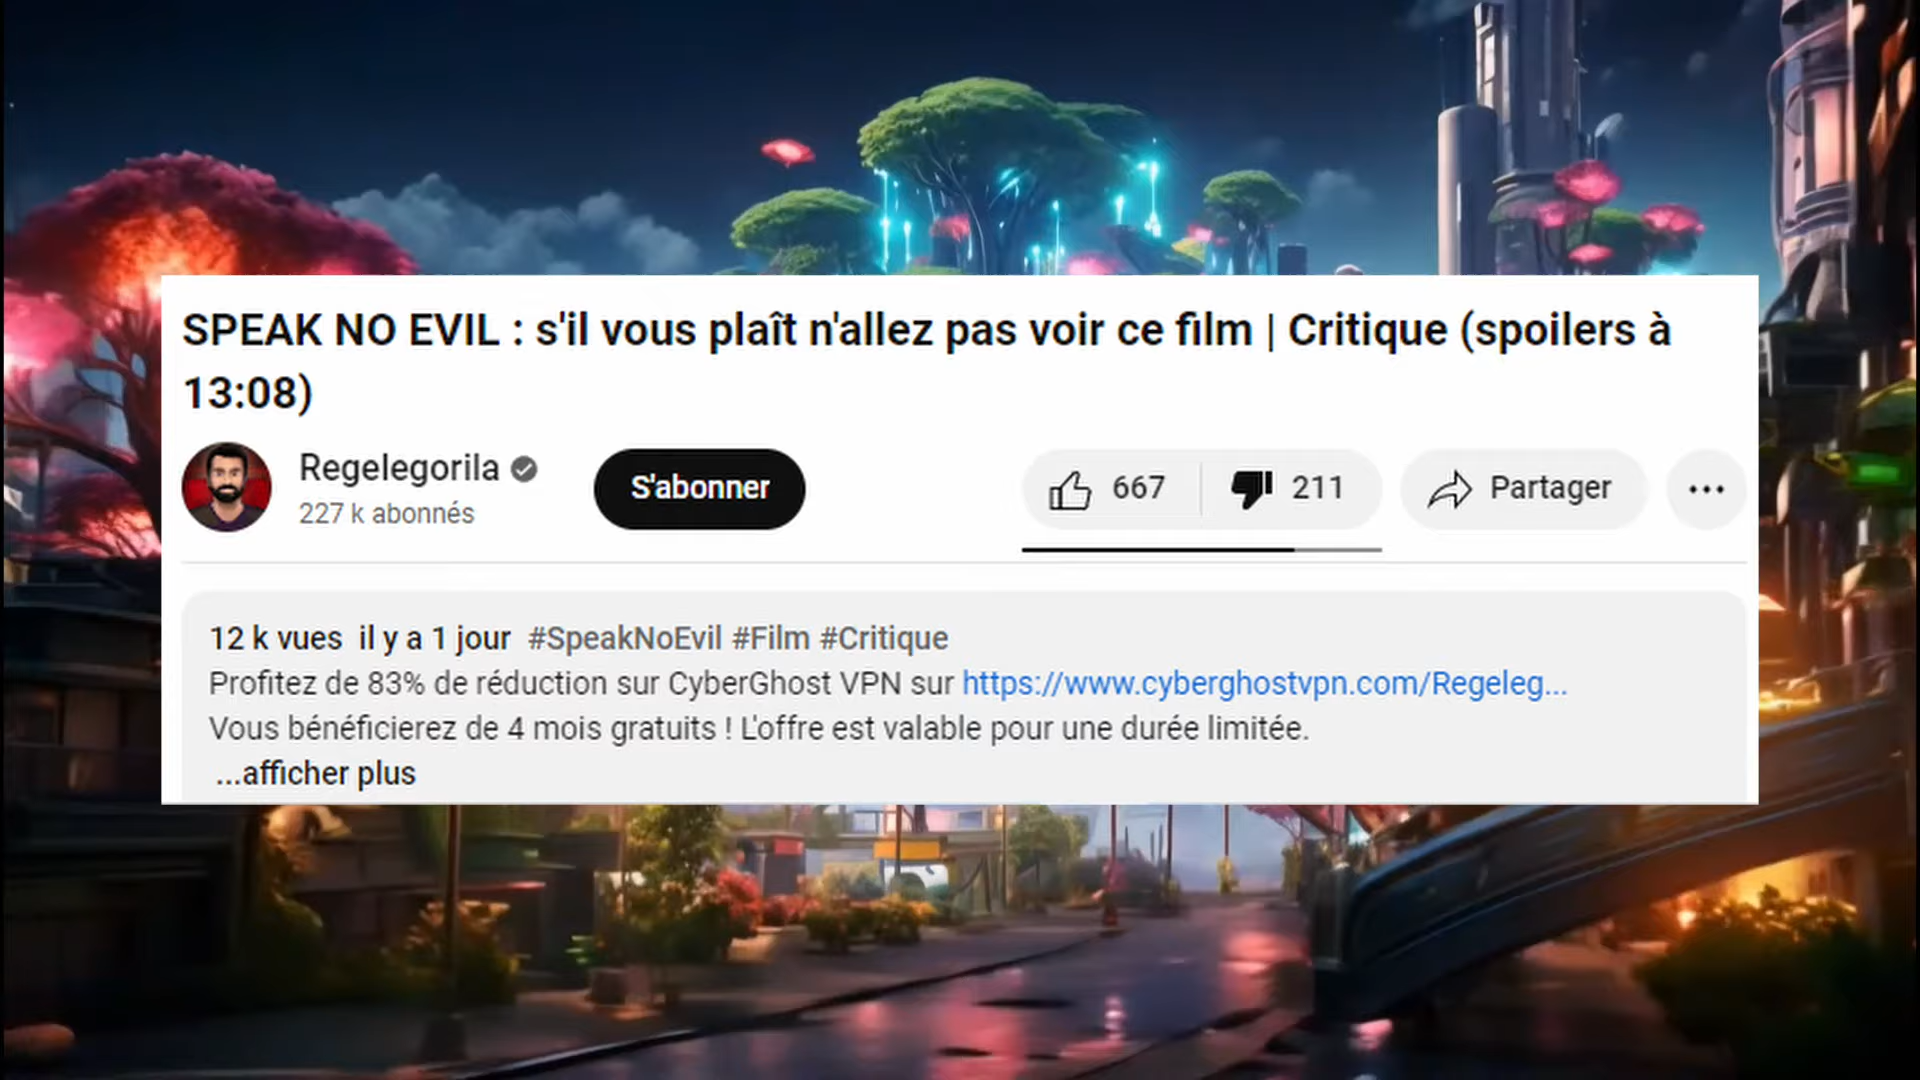 SPEAK NO EVIL : s'il vous plaît n'allez pas voir ce film | Critique (spoilers à
13:08)
Regelegorila
227 k abonnés
S'abonner
667
211
Partager
12 k vues il y a 1 jour #SpeakNoEvil #Film #Critique
Profitez de 83% de réduction sur CyberGhost VPN sur https://www.cyberghostvpn.com/Regeleg...
Vous bénéficierez de 4 mois gratuits ! L'offre est valable pour une durée limitée.
...afficher plus